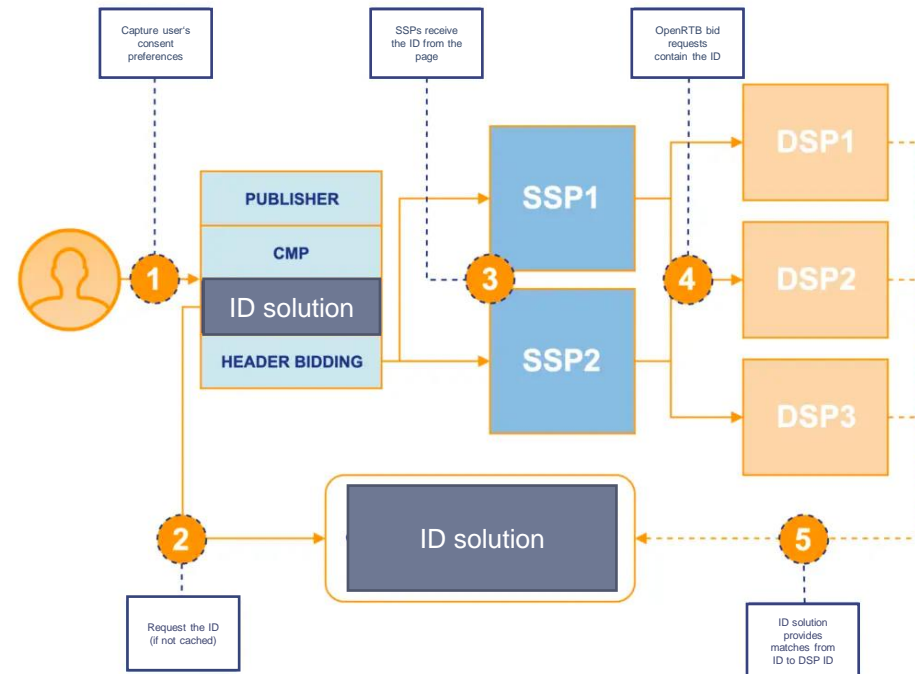 Capture user's
consent
preferences
SSPs receive
the ID from the
page
OpenRTB bid
requests
contain the ID
PUBLISHER
CMP
ID solution
HEADER BIDDING
1
3
SSP1
SSP2
4
DSP1
DSP2
DSP3
2
ID solution
5
Request the ID
(if not cached)
ID solution
provides
matches from
ID to DSP ID